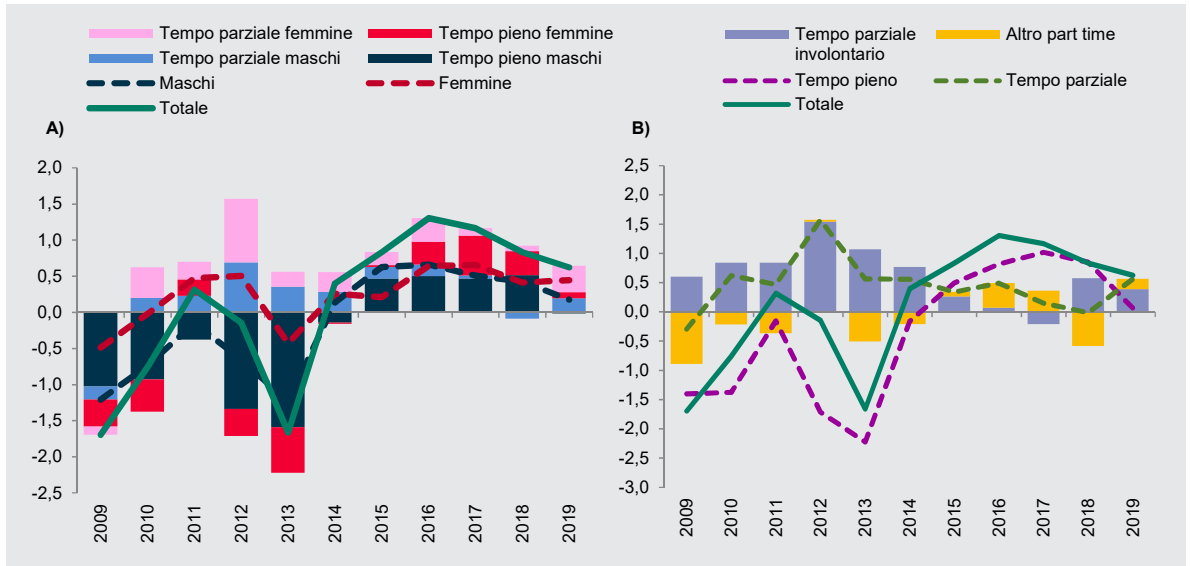 Tempo parziale femmine
Tempo pieno femmine
Tempo parziale maschi
Tempo pieno maschi
Maschi
Femmine
Totale
A)
2,0
1,5
1,0
0,5
0,0
-0,5
-1,0
-1,5
-2,0
-2,5
2009
2010
2011
2012
2013
2014
2015
2016
2017
2018
2019
Tempo parziale
involontario
Altro part time
Tempo pieno
Tempo parziale
Totale
B)
2,5
2,0
1,5
1,0
0,5
0,0
-0,5
-1,0
-1,5
-2,0
-2,5
-3,0
2009
2010
2011
2012
2013
2014
2015
2016
2017
2018
2019